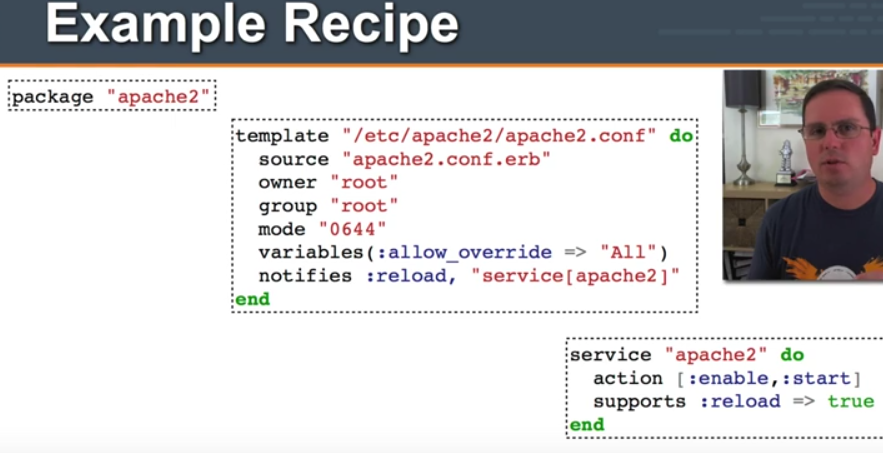 Example Recipe
package "apache2"
template "/etc/apache2/apache2.conf" do
source "apache2.conf.erb"
owner "root"
group "root"
mode "0644"
variables(:allow_override => "All")
notifies :reload, "service[apache2]"
end
service "apache2" do
action [:enable,:start]
supports :reload => true
end